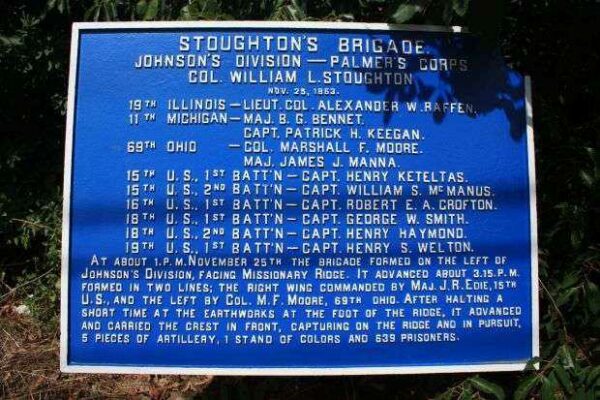 STOUGHTON'S BRIGADE.
JOHNSON'S DIVISION — PALMER'S CORPS
COL. WILLIAM L. STOUGHTON
NOV. 25, 1863.
19TH ILLINOIS — LIEUT. COL. ALEXANDER W. RAFFEN.
11TH MICHIGAN — MAJ. B. G. BENNET.
CAPT. PATRICK H. KEEGAN.
69TH OHIO — COL. MARSHALL F. MOORE.
MAJ. JAMES J. MANNA.
15TH U.S., 1ST BATT'N — CAPT. HENRY KETELTAS.
15TH U.S., 2ND BATT'N — CAPT. WILLIAM S. MCMANUS.
16TH U.S., 1ST BATT'N — CAPT. ROBERT E. A. CROFTON.
18TH U.S., 1ST BATT'N — CAPT. GEORGE W. SMITH.
18TH U.S., 2ND BATT'N — CAPT. HENRY HAYMOND.
19TH U.S., 1ST BATT'N — CAPT. HENRY S. WELTON.
AT ABOUT 1.P.M. NOVEMBER 25TH THE BRIGADE FORMED ON THE LEFT OF
JOHNSON'S DIVISION, FACING MISSIONARY RIDGE. IT ADVANCED ABOUT 3.15.P.M.
FORMED IN TWO LINES; THE RIGHT WING COMMANDED BY MAJ. J. R. EDIE, 15TH
U.S., AND THE LEFT BY COL. M. F. MOORE, 69TH OHIO. AFTER HALTING A
SHORT TIME AT THE EARTHWORKS AT THE FOOT OF THE RIDGE, IT ADVANCED
AND CARRIED THE CREST IN FRONT, CAPTURING ON THE RIDGE AND IN PURSUIT,
5 PIECES OF ARTILLERY, 1 STAND OF COLORS AND 639 PRISONERS.